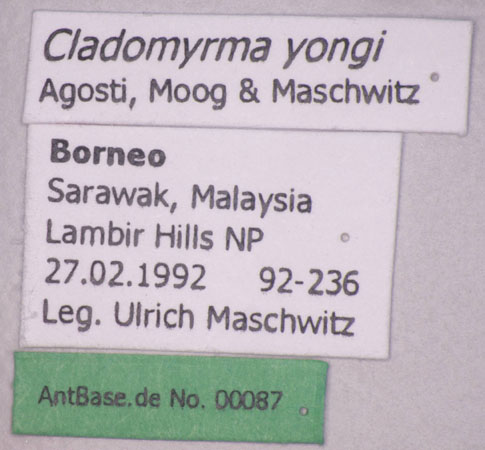 Cladomyrma yongi
Agosti, Moog & Maschwitz
Borneo
Sarawak, Malaysia
Lambir Hills NP
27.02.1992 92-236
Leg. Ulrich Maschwitz
AntBase.de No. 00087